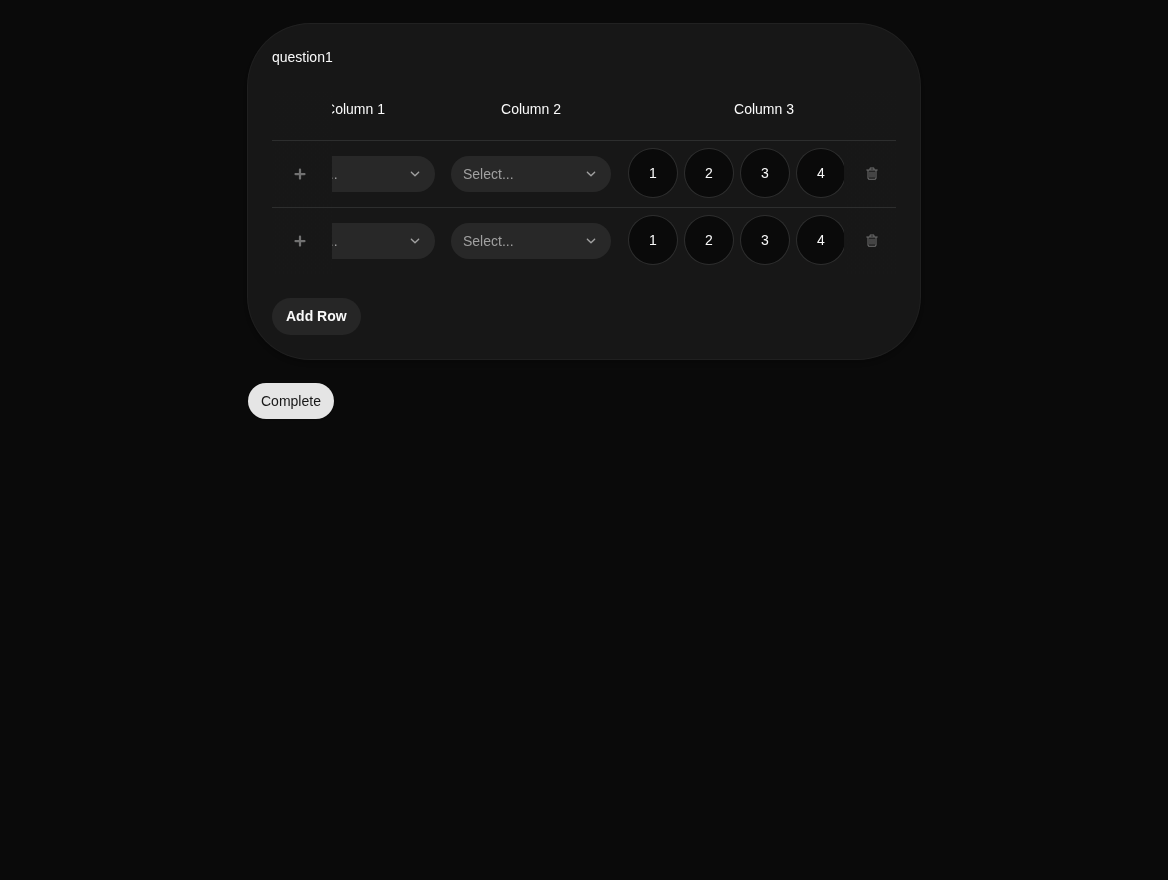 question1
Column 1 Column 2 Column 3
Select... 1 2 3 4
Select... 1 2 3 4
Add Row
Complete